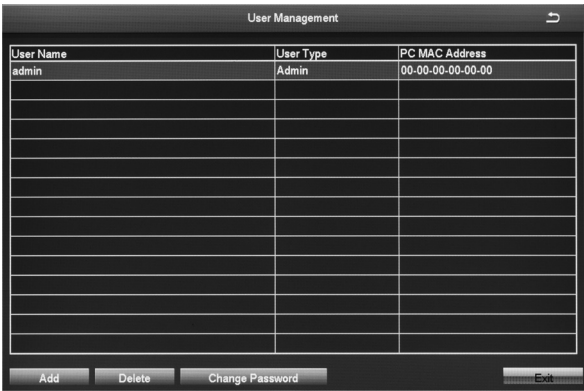 User Management
User Name User Type PC MAC Address
admin Admin 00-00-00-00-00-00
Add Delete Change Password Exit